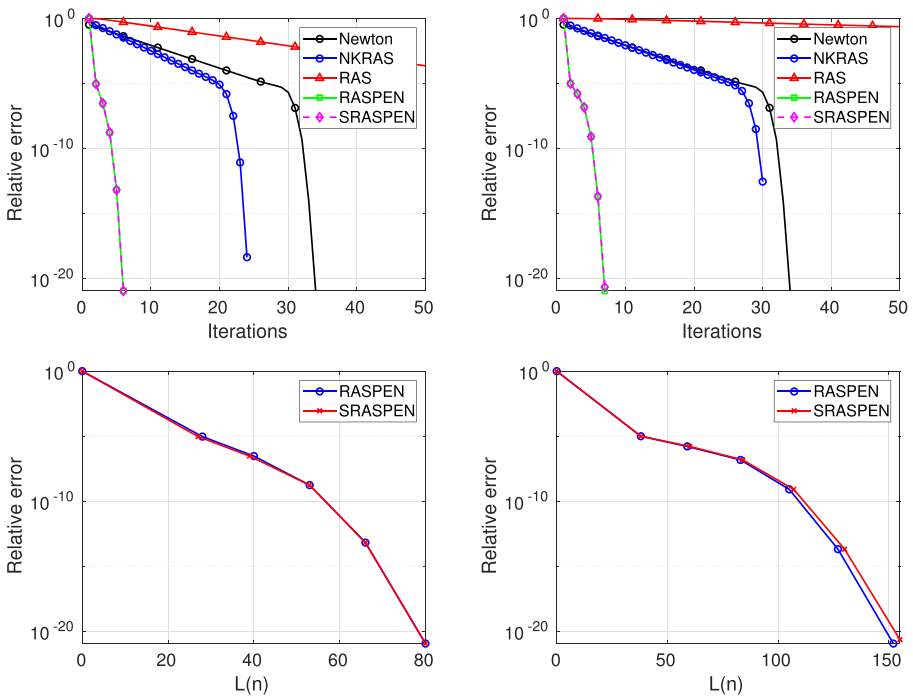 10^0
10^-10
10^-20
Relative error
0
10
20
30
40
50
Iterations
Newton
NKRAS
RAS
RASPEN
SRASPEN
10^0
10^-10
10^-20
Relative error
0
10
20
30
40
50
Iterations
Newton
NKRAS
RAS
RASPEN
SRASPEN
10^0
10^-10
10^-20
Relative error
0
20
40
60
80
L(n)
RASPEN
SRASPEN
10^0
10^-10
10^-20
Relative error
0
50
100
150
L(n)
RASPEN
SRASPEN